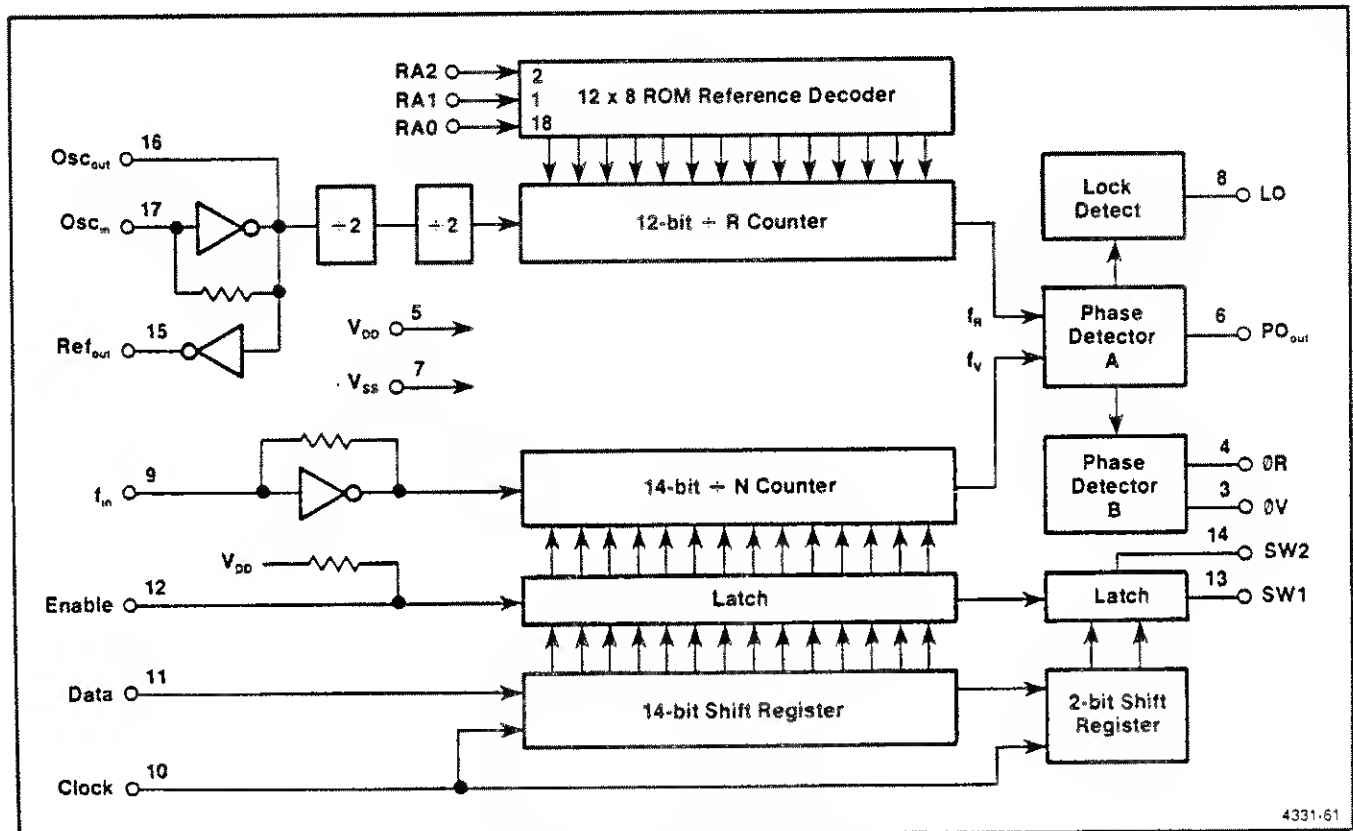 RA2
2
RA1
1
RA0
18
12 x 8 ROM Reference Decoder
Osc_out
16
Osc_in
17
÷2
÷2
12-bit ÷ R Counter
Ref_out
15
V_DD
5
V_SS
7
Lock
Detect
8
LO
f_R
f_V
Phase
Detector
A
6
PO_out
Phase
Detector
B
4
ØR
3
ØV
f_in
9
14-bit ÷ N Counter
V_DD
Enable
12
Latch
Latch
14
SW2
13
SW1
Data
11
14-bit Shift Register
2-bit Shift
Register
Clock
10
4331-61